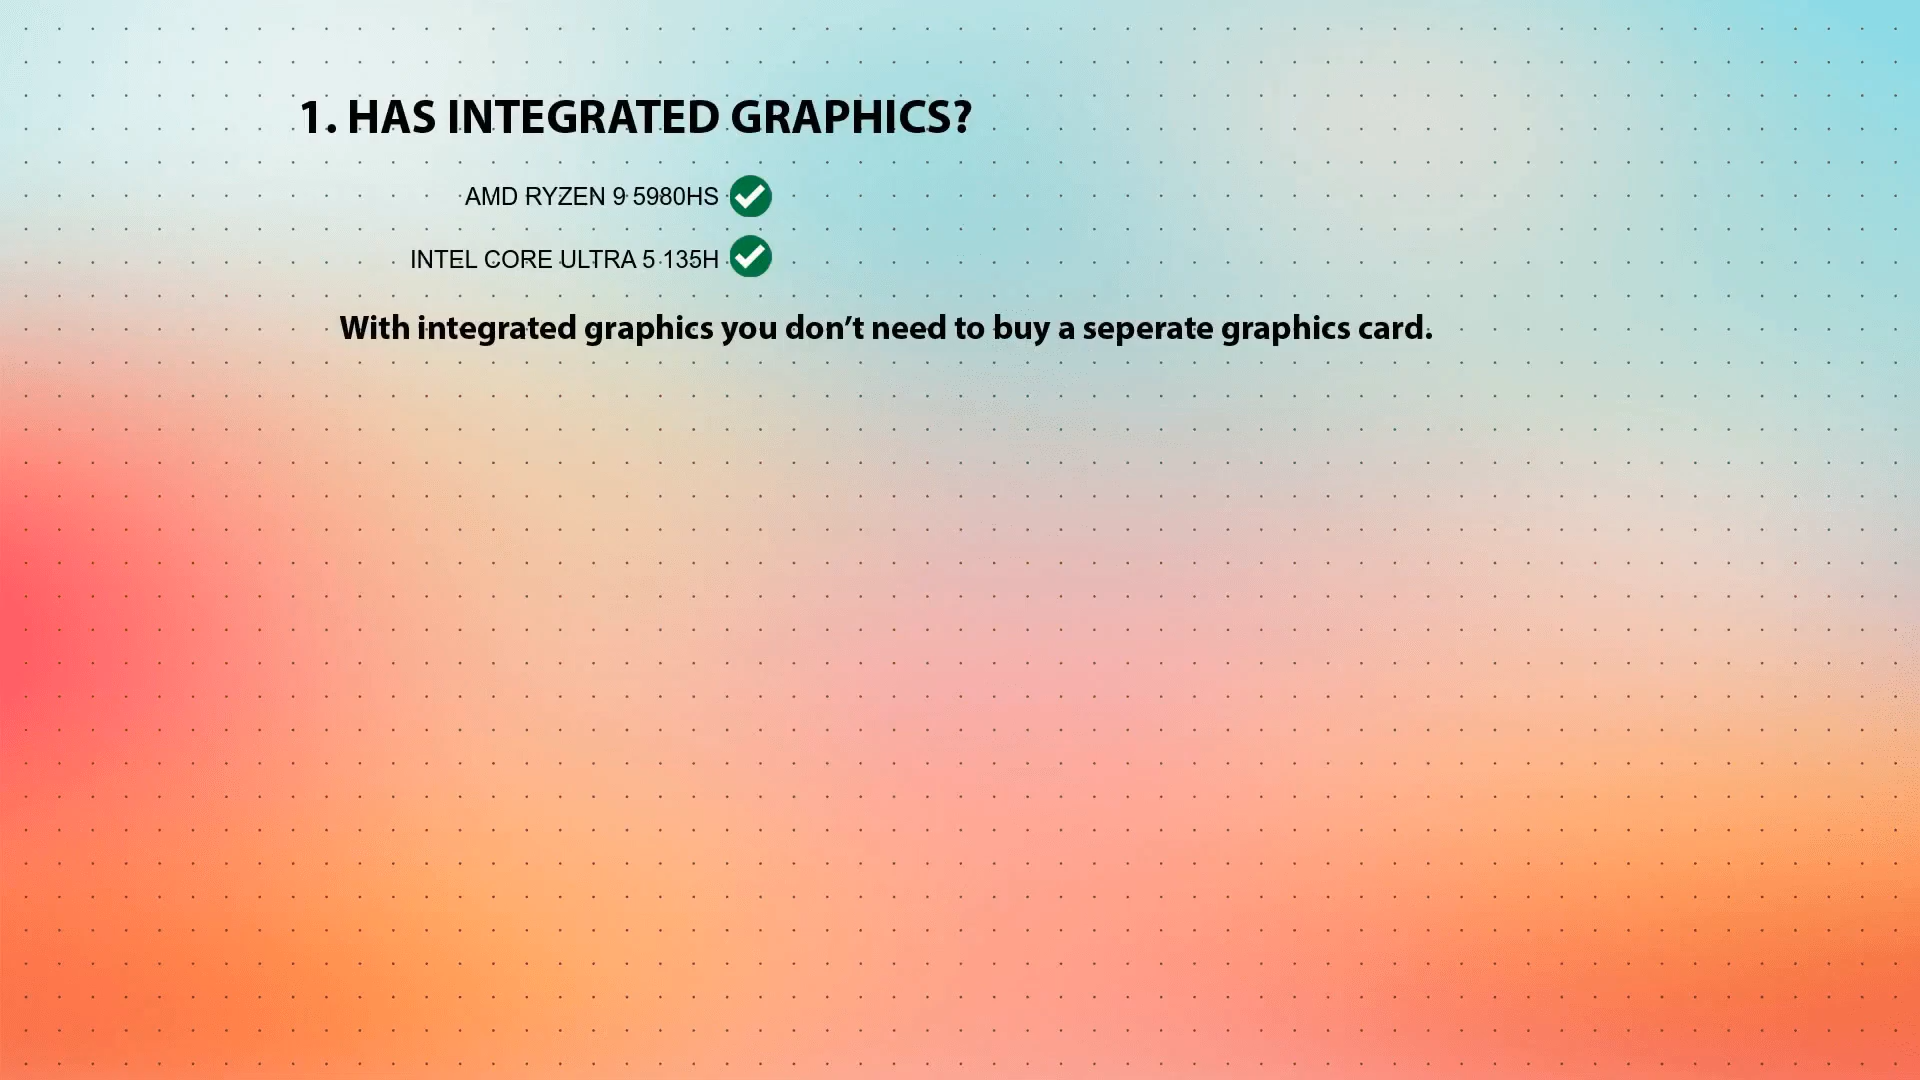 1. HAS INTEGRATED GRAPHICS?
AMD RYZEN 9 5980HS
INTEL CORE ULTRA 5 135H
With integrated graphics you don’t need to buy a seperate graphics card.